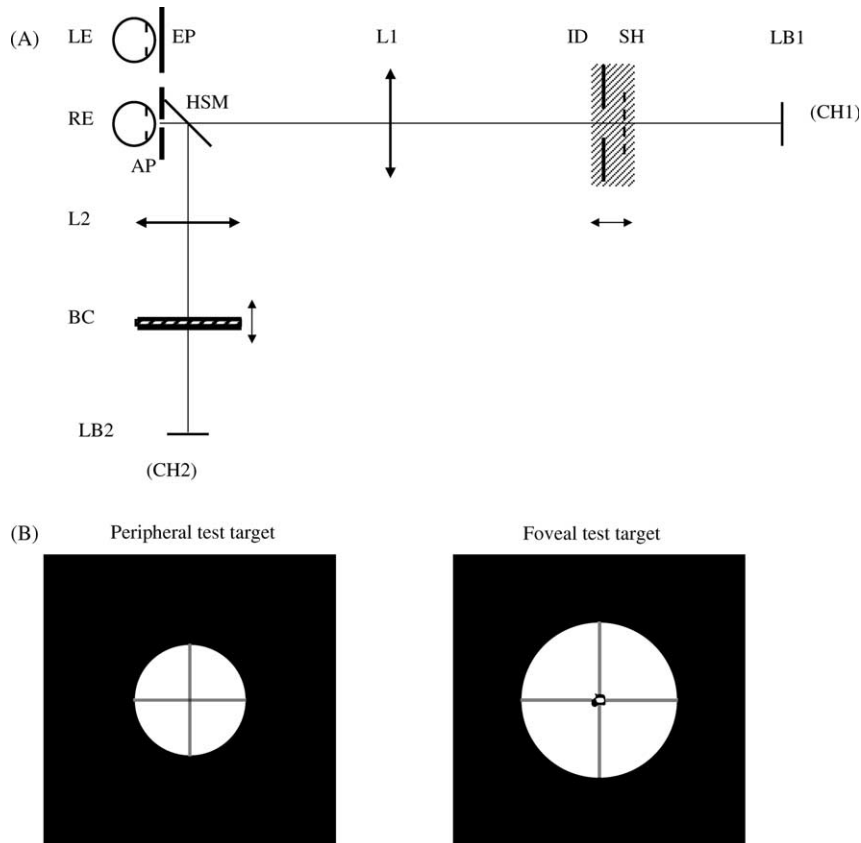 (A) LE EP L1 ID SH LB1
HSM
RE (CH1)
AP
L2
BC
LB2
(CH2)
(B) Peripheral test target Foveal test target